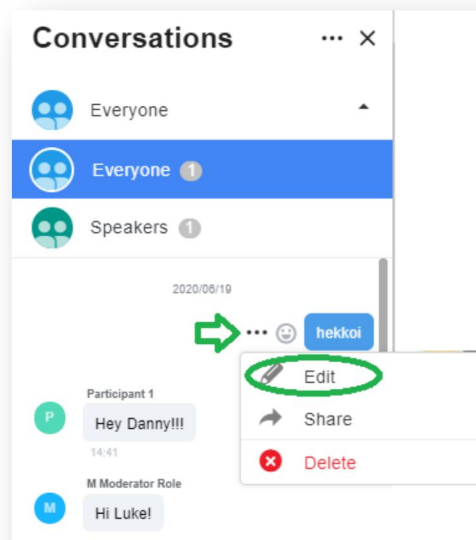 Conversations
Everyone
Everyone 1
Speakers 1
2020/06/19
hekkoi
Edit
Share
Delete
Participant 1
P
Hey Danny!!!
14:41
M Moderator Role
M
Hi Luke!